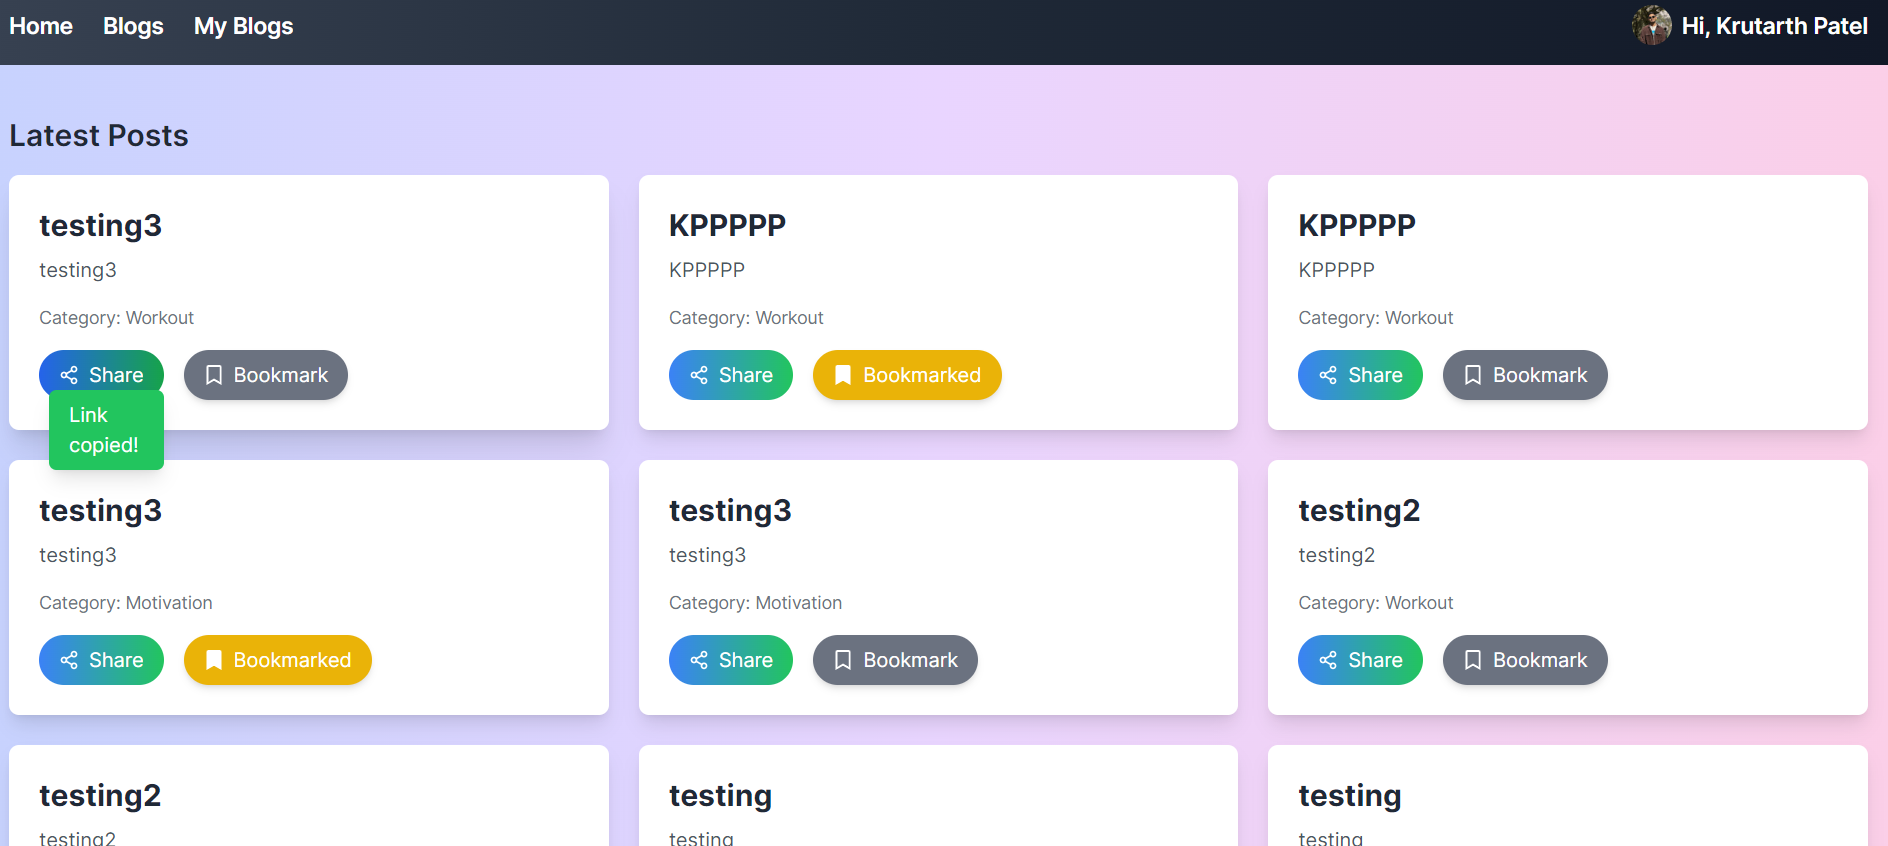 Home Blogs My Blogs Hi, Krutarth Patel
Latest Posts
testing3
testing3
Category: Workout
Share Bookmark
Link
copied!
KPPPPP
KPPPPP
Category: Workout
Share Bookmarked
KPPPPP
KPPPPP
Category: Workout
Share Bookmark
testing3
testing3
Category: Motivation
Share Bookmarked
testing3
testing3
Category: Motivation
Share Bookmark
testing2
testing2
Category: Workout
Share Bookmark
testing2
testing2
testing
testing
testing
testing